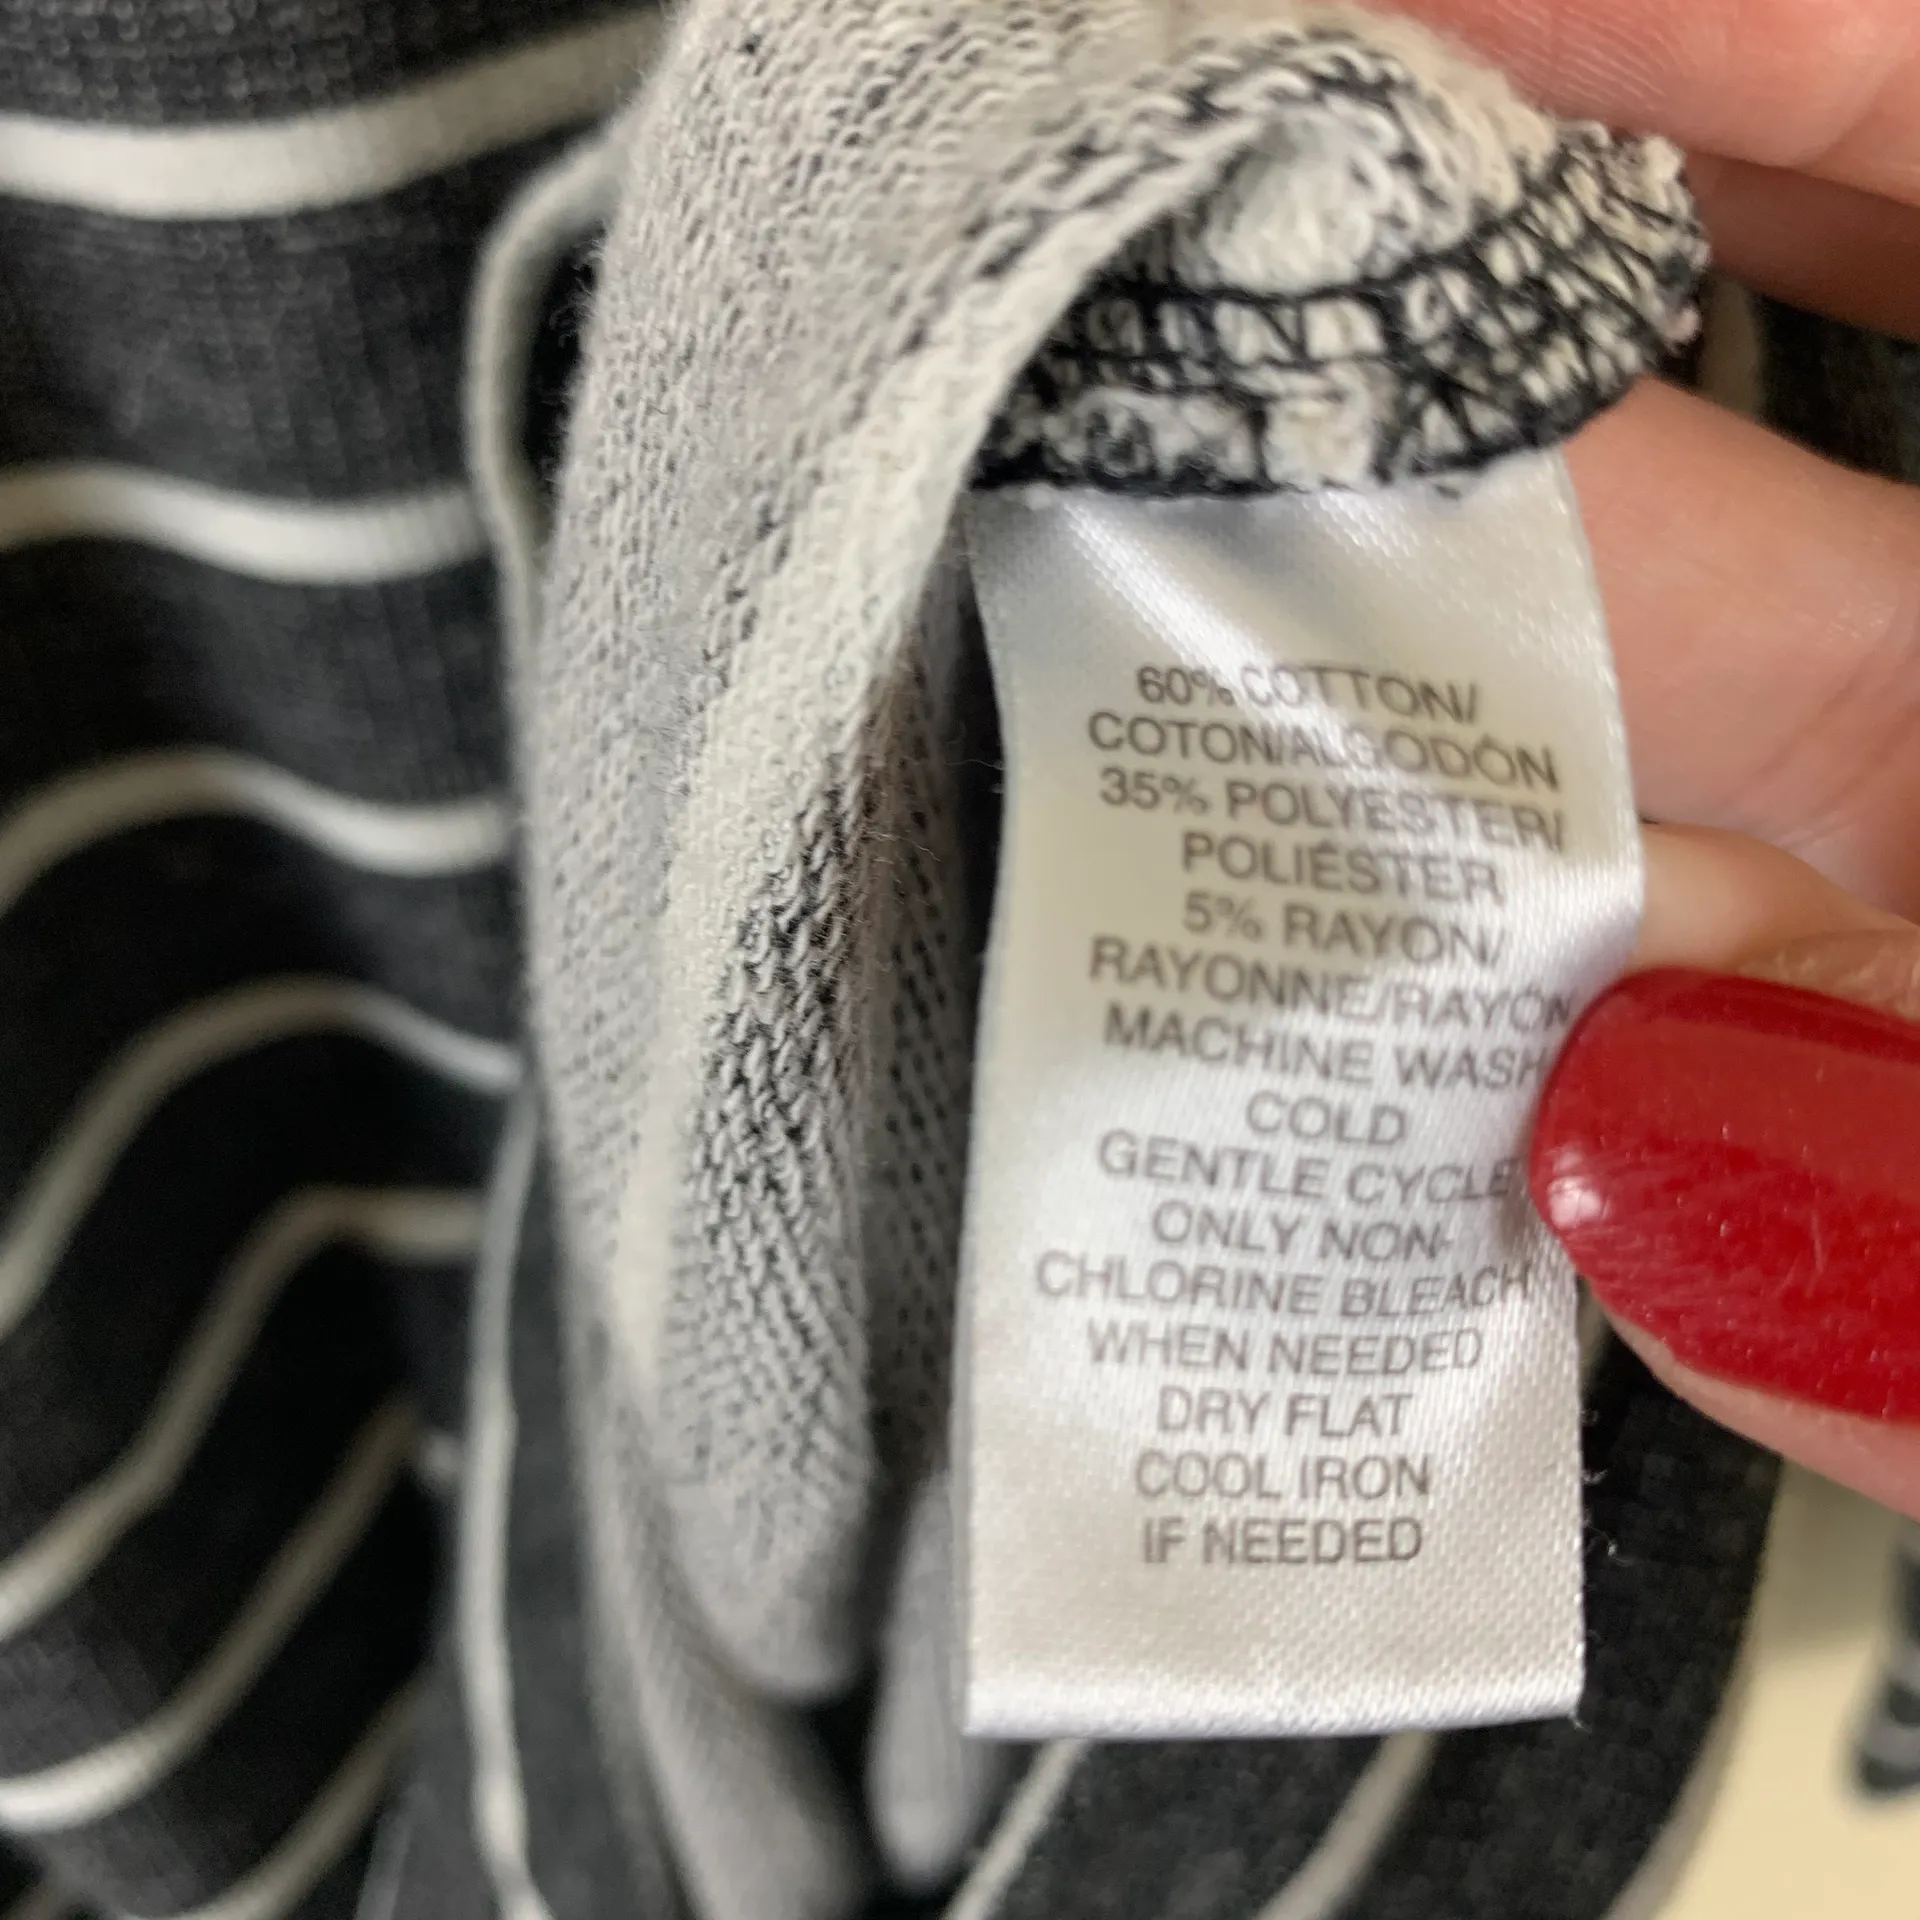 60% COTTON/
COTON/ALGODÓN
35% POLYESTER/
POLIÉSTER
5% RAYON/
RAYONNE/RAYON
MACHINE WASH
COLD
GENTLE CYCLE
ONLY NON-
CHLORINE BLEACH
WHEN NEEDED
DRY FLAT
COOL IRON
IF NEEDED